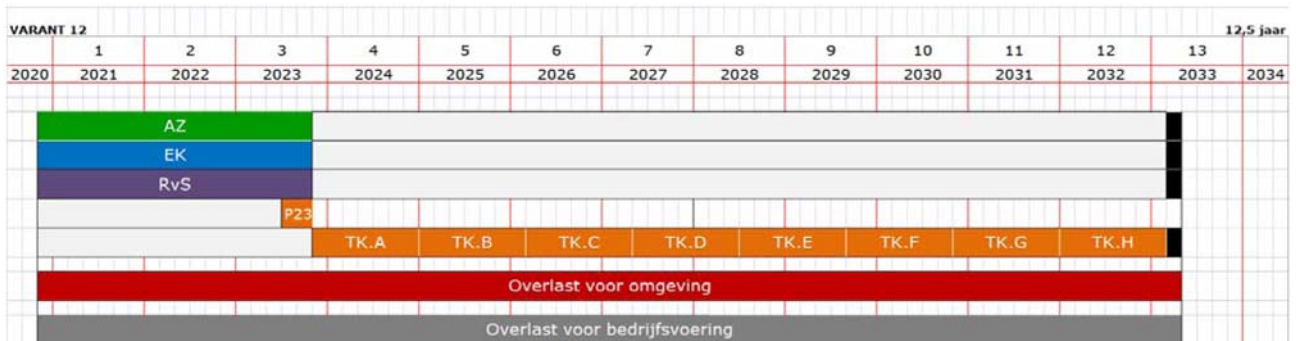 VARANT 12 12,5 jaar
1 2 3 4 5 6 7 8 9 10 11 12 13
2020 2021 2022 2023 2024 2025 2026 2027 2028 2029 2030 2031 2032 2033 2034
AZ
EK
RvS
P23
TK.A TK.B TK.C TK.D TK.E TK.F TK.G TK.H
Overlast voor omgeving
Overlast voor bedrijfsvoering